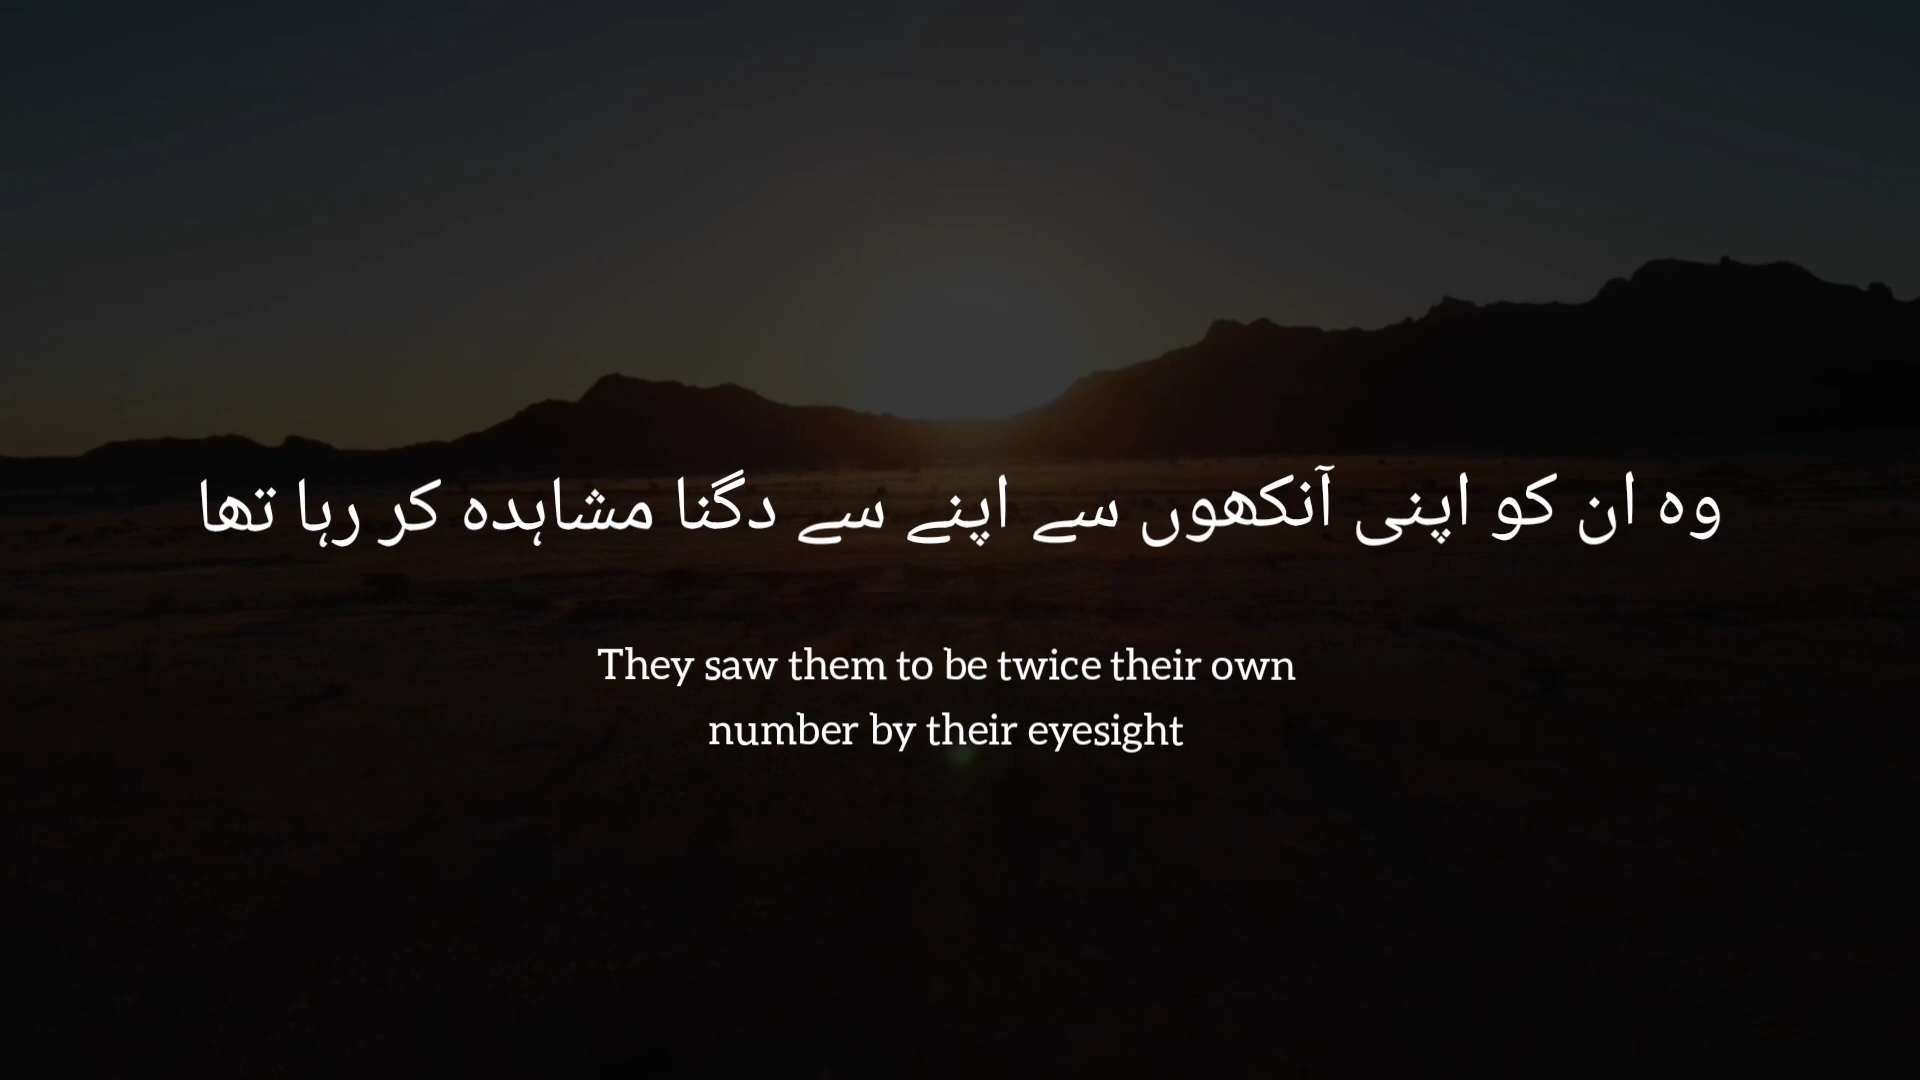 وہ ان کو اپنی آنکھوں سے اپنے سے دگنا مشاہدہ کر رہا تھا
They saw them to be twice their own
number by their eyesight